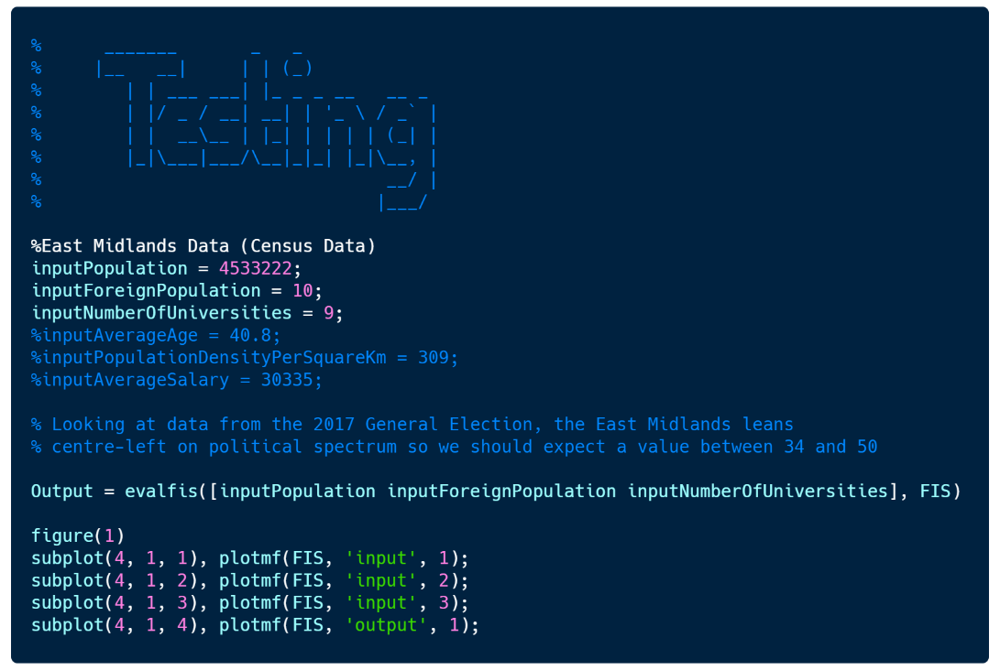 %      _______       _   _
%     |__   __|     | | (_)
%        | | ___ ___| |_ _ _ __   __ _
%        | |/ _ / __| __| | '_ \ / _` |
%        | |  __\__ | |_| | | | | (_| |
%        |_|\___|___/\__|_|_| |_|\__, |
%                                 __/ |
%                                |___/
%East Midlands Data (Census Data)
inputPopulation = 4533222;
inputForeignPopulation = 10;
inputNumberOfUniversities = 9;
%inputAverageAge = 40.8;
%inputPopulationDensityPerSquareKm = 309;
%inputAverageSalary = 30335;
% Looking at data from the 2017 General Election, the East Midlands leans
% centre-left on political spectrum so we should expect a value between 34 and 50
Output = evalfis([inputPopulation inputForeignPopulation inputNumberOfUniversities], FIS)
figure(1)
subplot(4, 1, 1), plotmf(FIS, 'input', 1);
subplot(4, 1, 2), plotmf(FIS, 'input', 2);
subplot(4, 1, 3), plotmf(FIS, 'input', 3);
subplot(4, 1, 4), plotmf(FIS, 'output', 1);